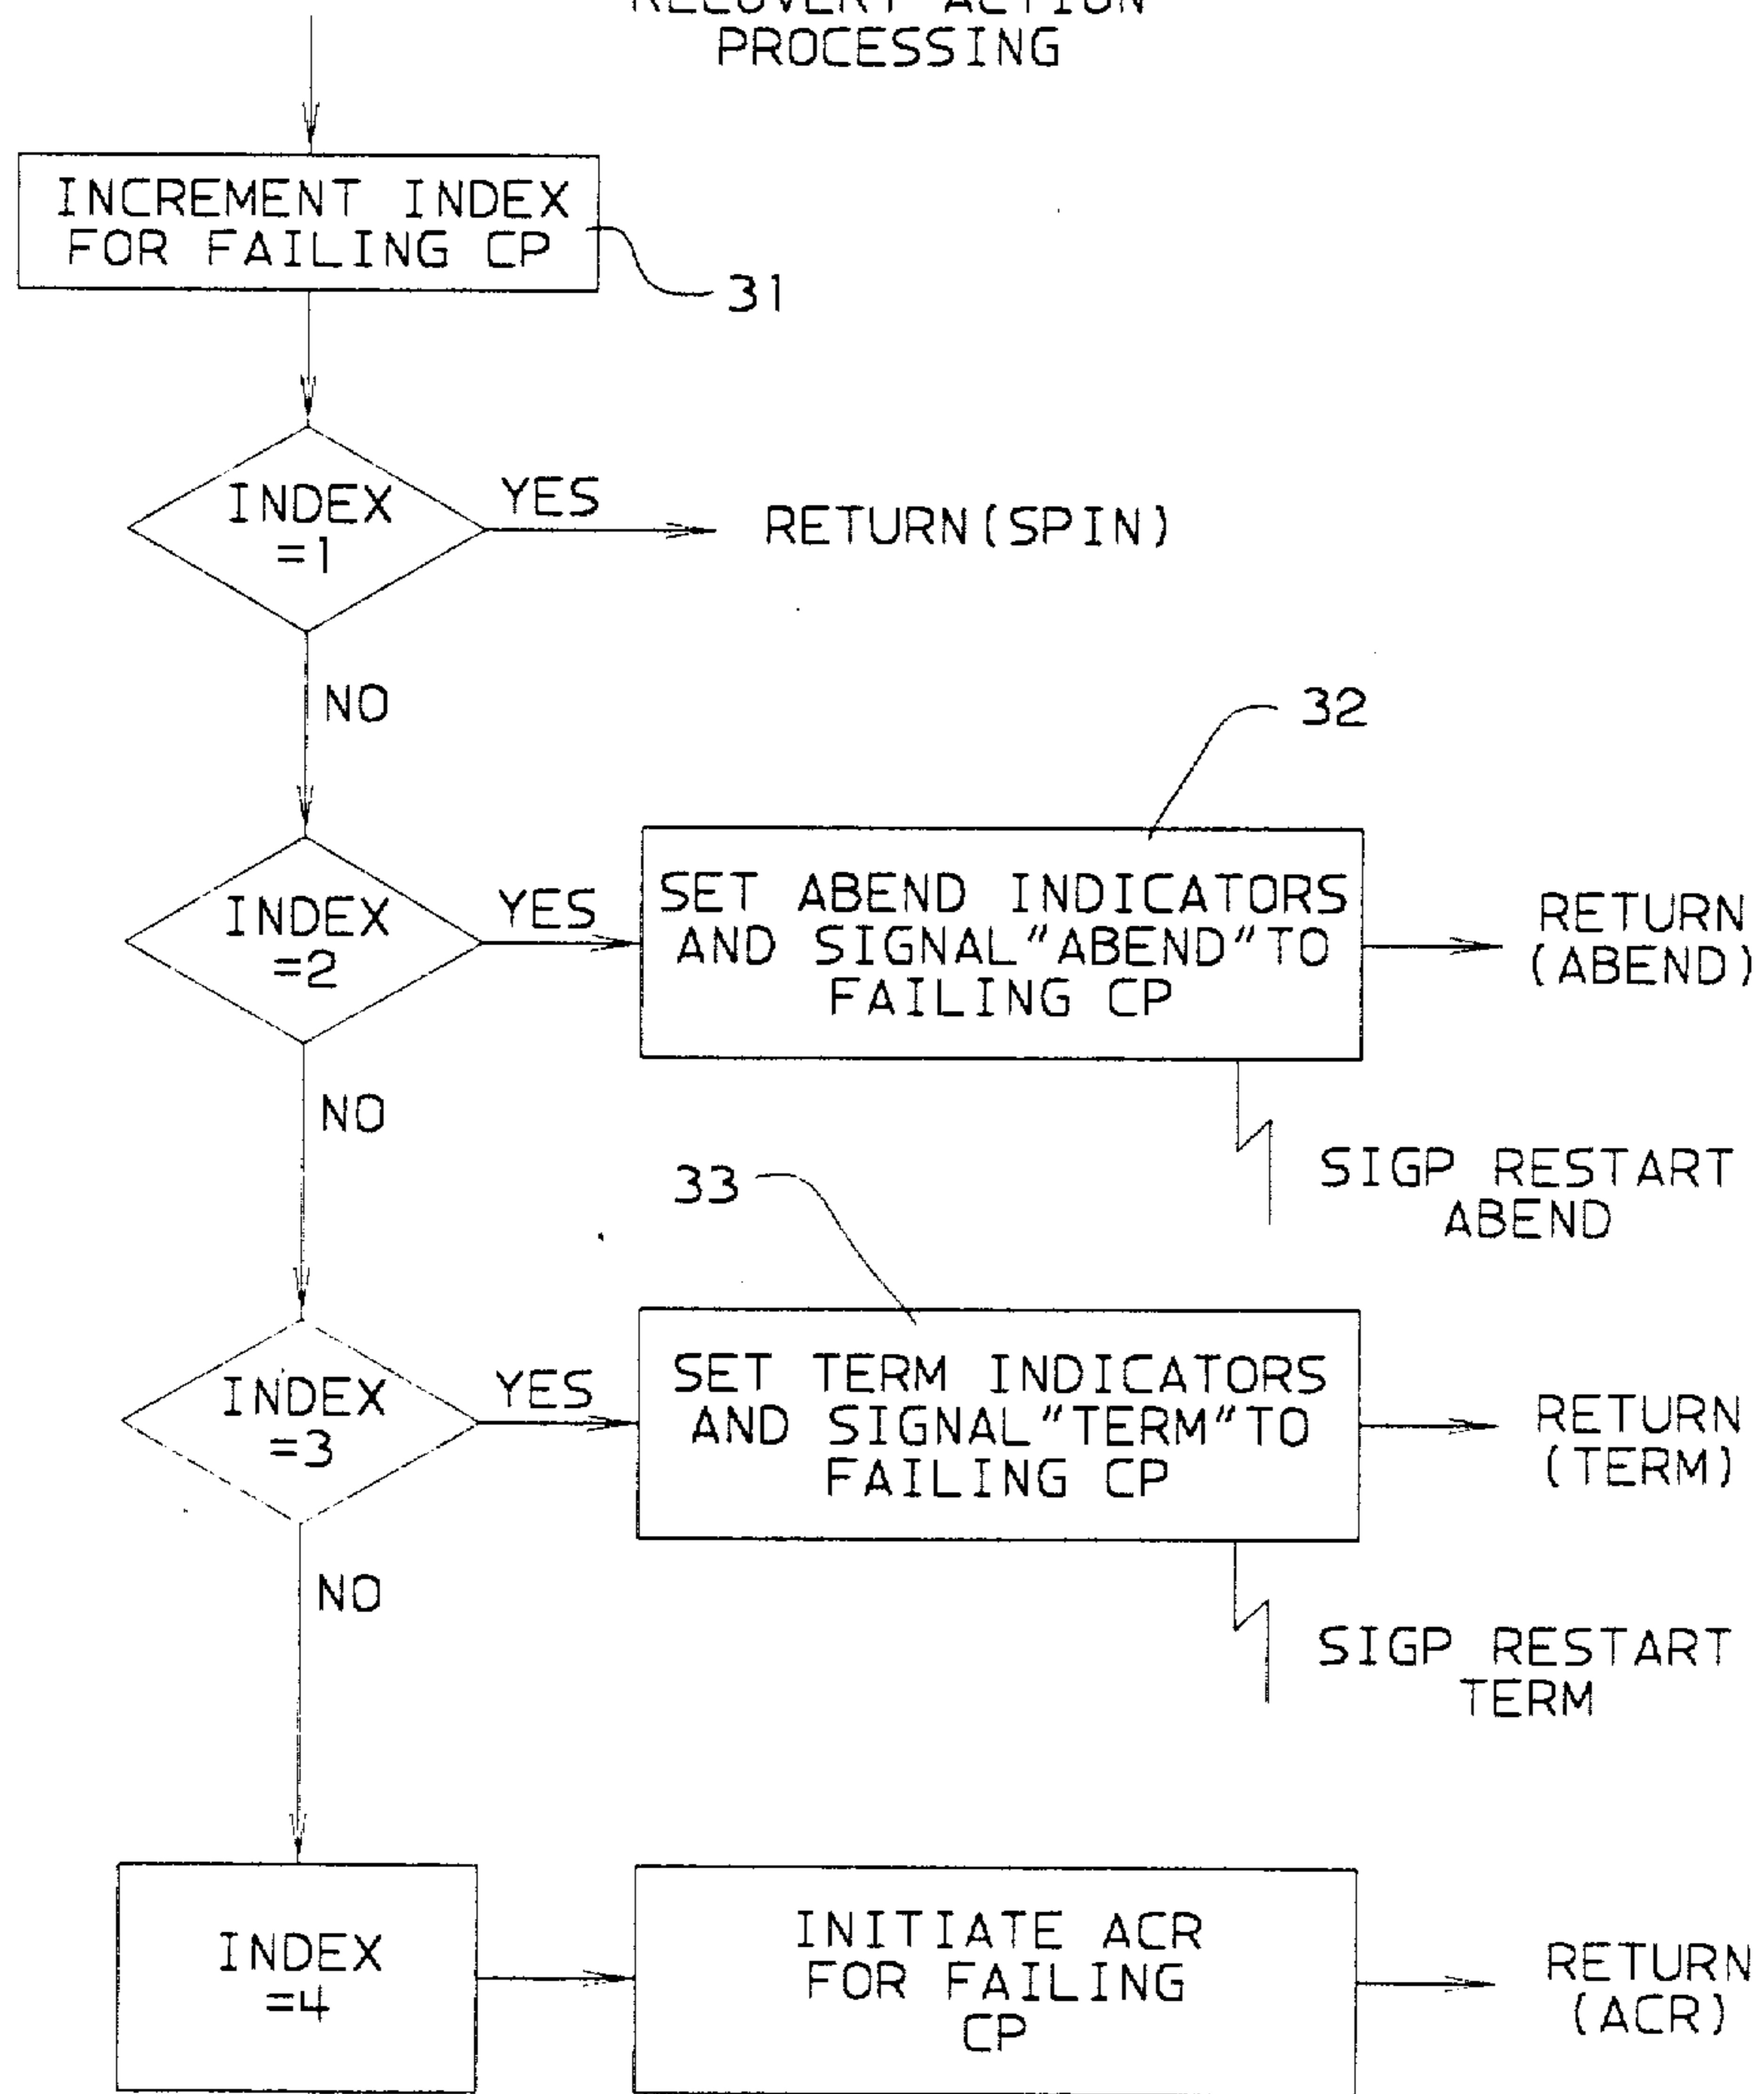 RECOVERY ACTION
PROCESSING
INCREMENT INDEX
FOR FAILING CP
31
INDEX
=1
YES
RETURN(SPIN)
NO
32
INDEX
=2
YES
SET ABEND INDICATORS
AND SIGNAL "ABEND" TO
FAILING CP
RETURN
(ABEND)
NO
SIGP RESTART
ABEND
33
INDEX
=3
YES
SET TERM INDICATORS
AND SIGNAL "TERM" TO
FAILING CP
RETURN
(TERM)
NO
SIGP RESTART
TERM
INDEX
=4
INITIATE ACR
FOR FAILING
CP
RETURN
(ACR)